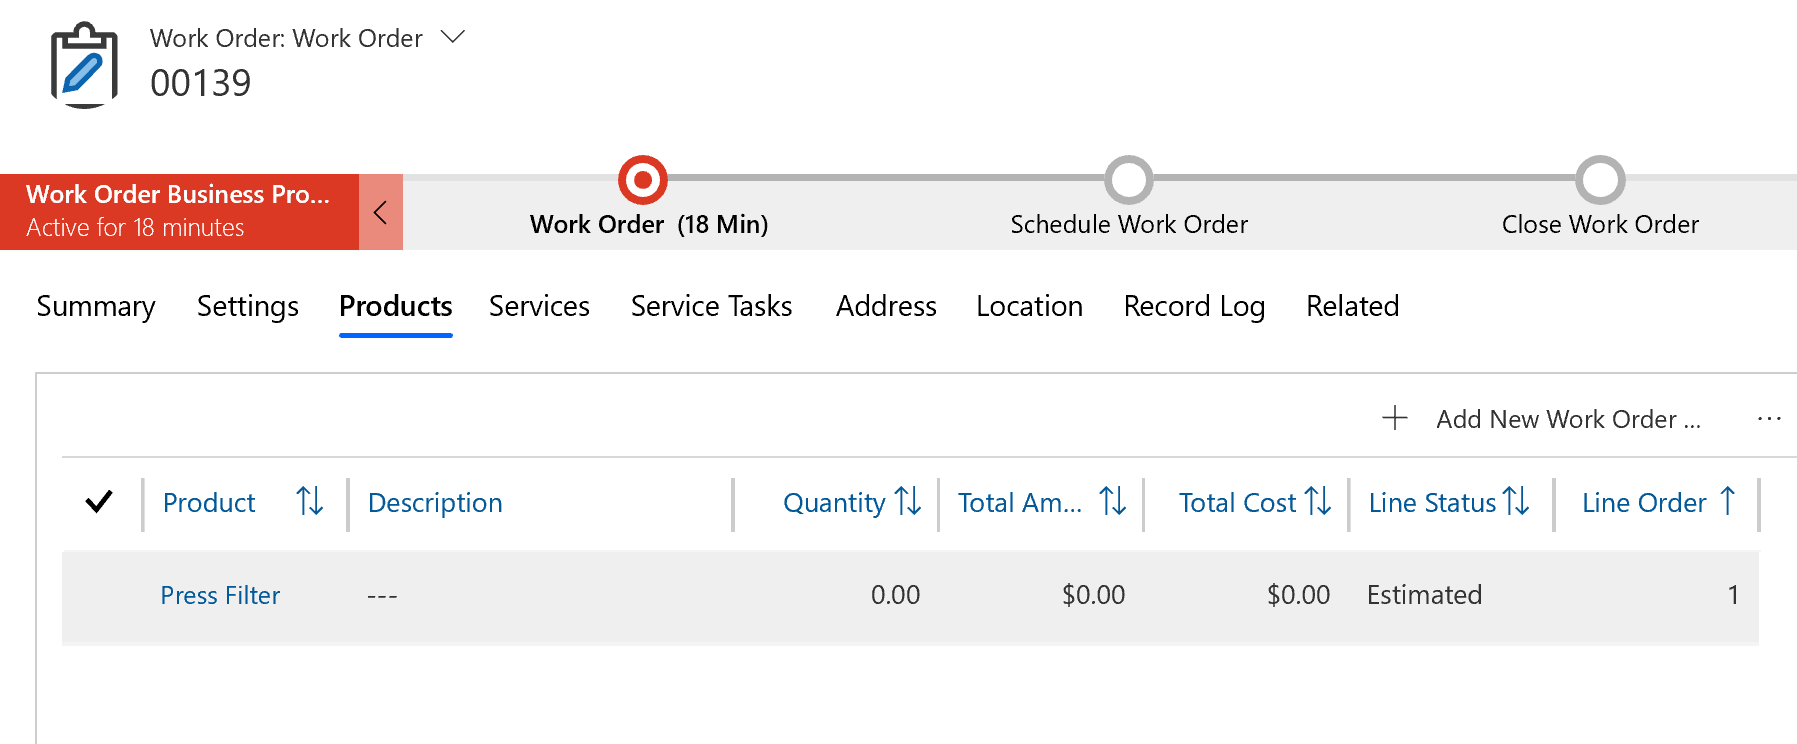 Work Order: Work Order
00139
Work Order Business Pro...
Active for 18 minutes
Work Order (18 Min)
Schedule Work Order
Close Work Order
Summary Settings Products Services Service Tasks Address Location Record Log Related
Add New Work Order ...
Product Description Quantity Total Am... Total Cost Line Status Line Order
Press Filter --- 0.00 $0.00 $0.00 Estimated 1